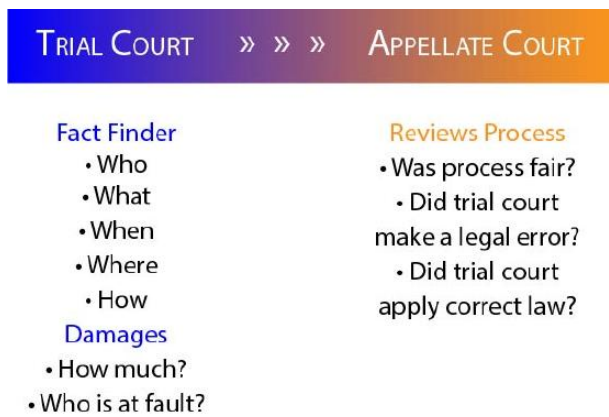 TRIAL COURT » » » APPELLATE COURT
Fact Finder
• Who
• What
• When
• Where
• How
Damages
• How much?
• Who is at fault?
Reviews Process
• Was process fair?
• Did trial court
make a legal error?
• Did trial court
apply correct law?